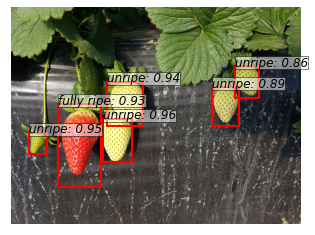 unripe: 0.86
unripe: 0.94
unripe: 0.89
fully ripe: 0.93
unripe: 0.96
unripe: 0.95